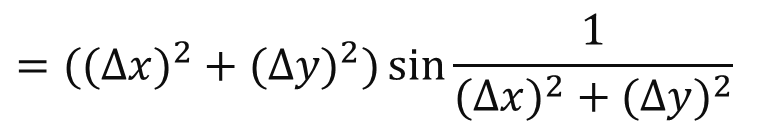 = ((Δx)² + (Δy)²) sin 1/((Δx)² + (Δy)²)